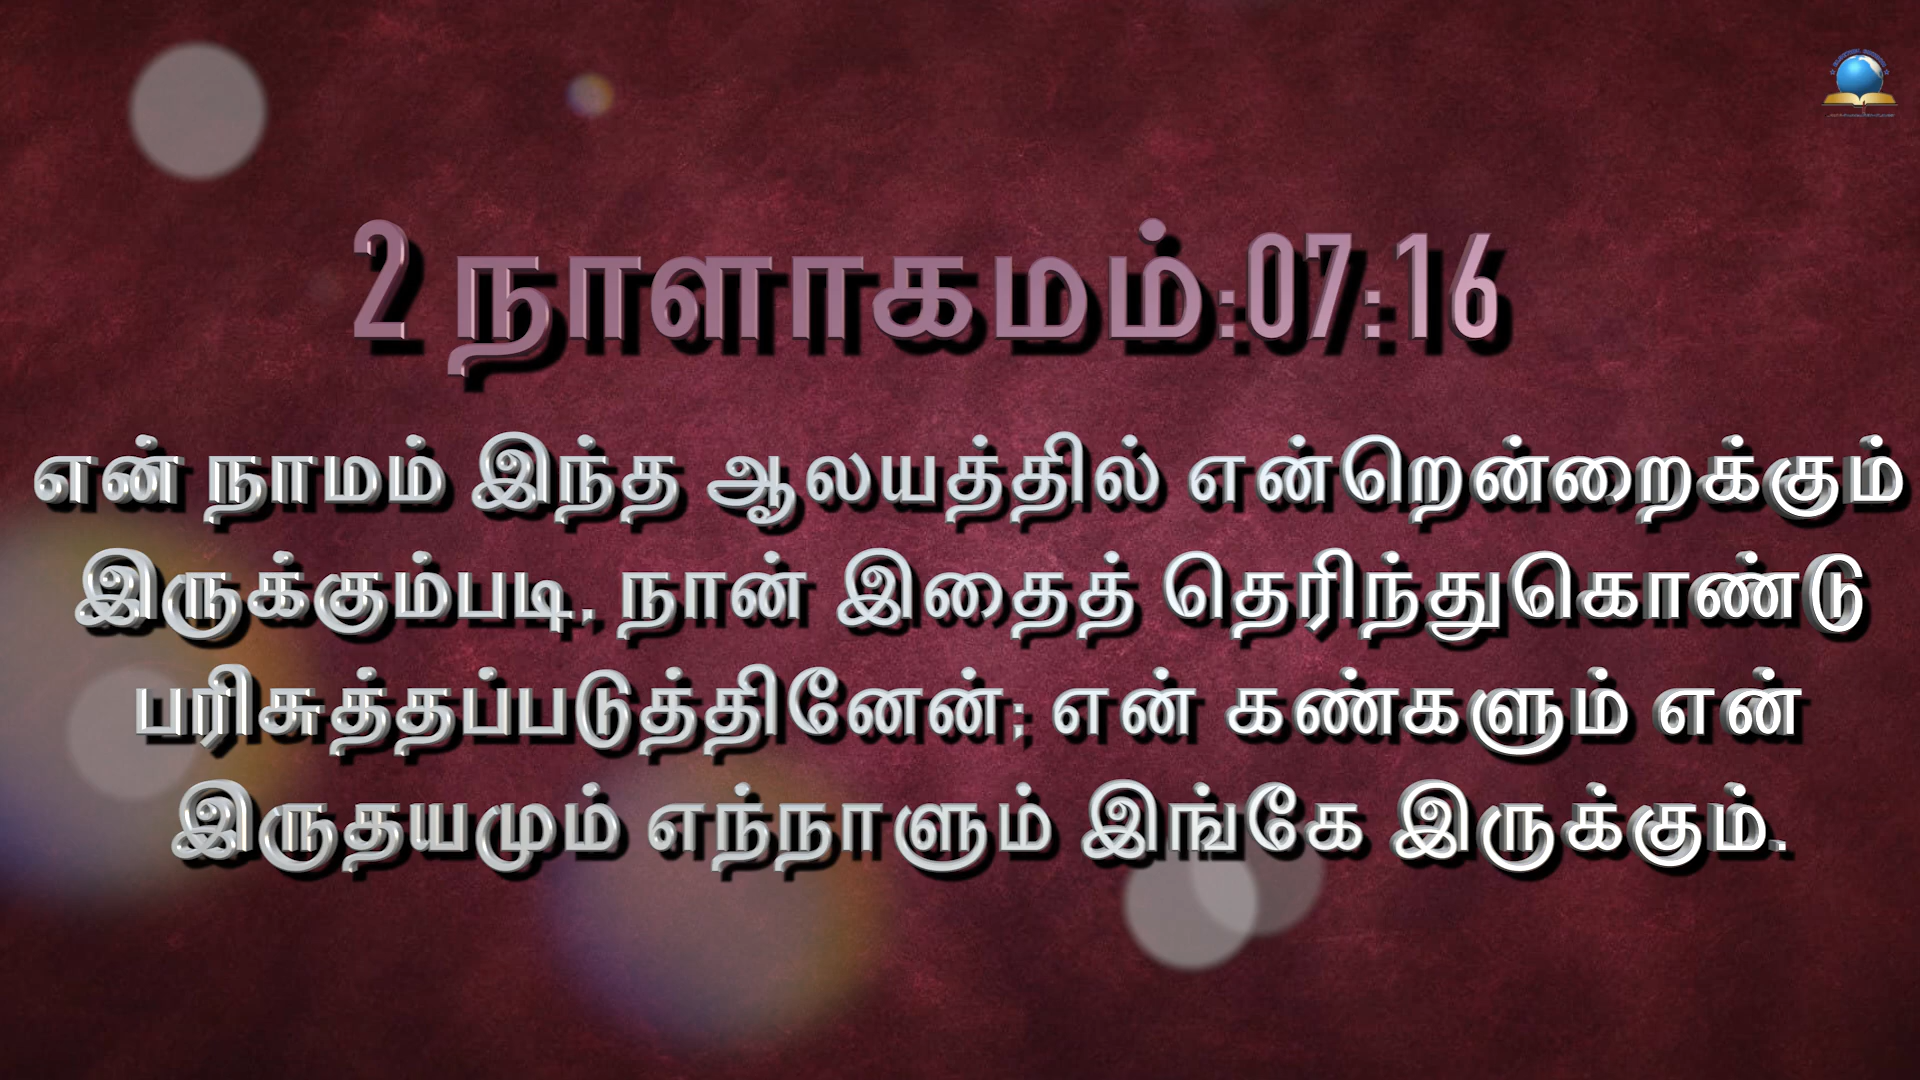 2 நாளாகமம்:07:16
என் நாமம் இந்த ஆலயத்தில் என்றென்றைக்கும்
இருக்கும்படி, நான் இதைத் தெரிந்துகொண்டு
பரிசுத்தப்படுத்தினேன்; என் கண்களும் என்
இருதயமும் எந்நாளும் இங்கே இருக்கும்.